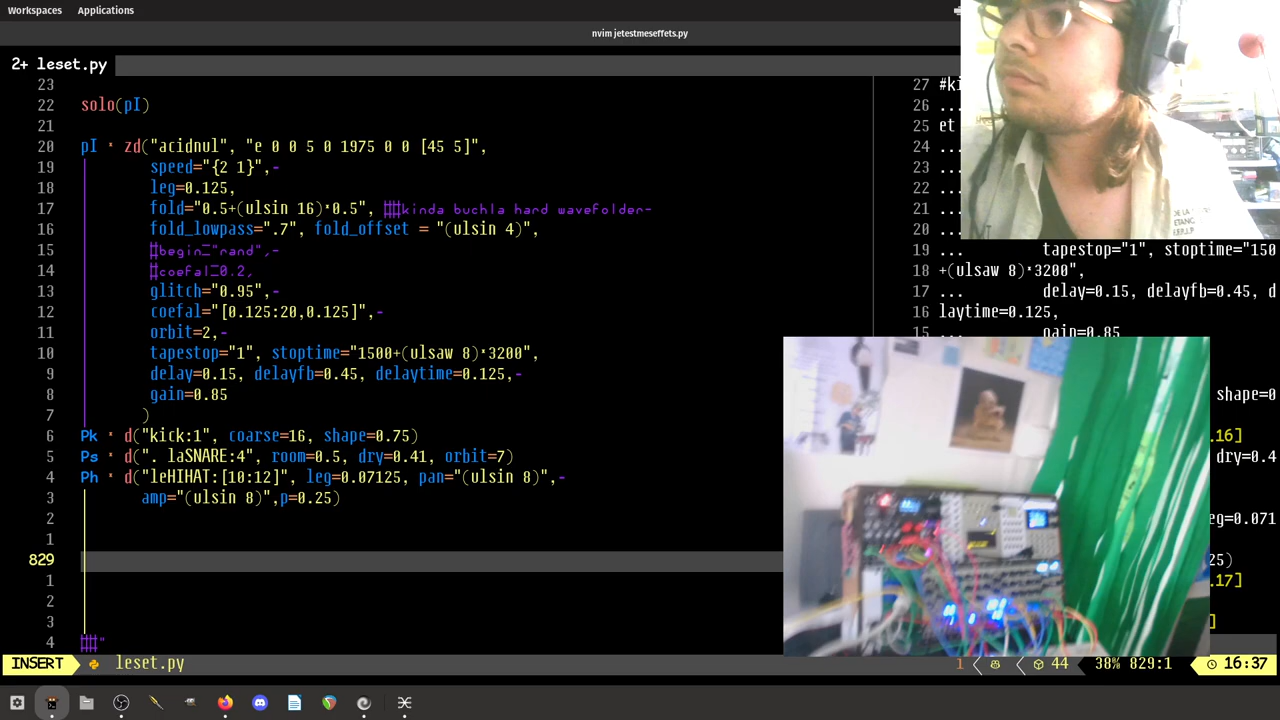 Workspaces Applications
nvim jetestmeseffets.py
2+ leset.py
23
22 solo(pI)
21
20 pI * zd("acidnul", "e 0 0 5 0 1975 0 0 [45 5]",
19 speed="{2 1}",-
18 leg=0.125,
17 fold="0.5+(ulsin 16)*0.5", ##kinda buchla hard wavefolder-
16 fold_lowpass=".7", fold_offset = "(ulsin 4)",
15 #begin="rand",-
14 #coefal=0.2,
13 glitch="0.95",-
12 coefal="[0.125:20,0.125]",-
11 orbit=2,-
10 tapestop="1", stoptime="1500+(ulsaw 8)*3200",
9 delay=0.15, delayfb=0.45, delaytime=0.125,-
8 gain=0.85
7 )
6 Pk * d("kick:1", coarse=16, shape=0.75)
5 Ps * d(". laSNARE:4", room=0.5, dry=0.41, orbit=7)
4 Ph * d("leHIHAT:[10:12]", leg=0.07125, pan="(ulsin 8)",-
3 amp="(ulsin 8)",p=0.25)
2
1
829
1
2
3
4 ##"
27 #ki
26 ...
25 et
24 ...
23 ...
22 ...
21 ...
20 ...
19 ... tapestop="1", stoptime="150
18 +(ulsaw 8)*3200",
17 ... delay=0.15, delayfb=0.45, d
16 laytime=0.125,
15 ... gain=0.85
shape=0
.16]
dry=0.4
eg=0.071
25)
.17]
]
INSERT leset.py 1 44 38% 829:1 16:37